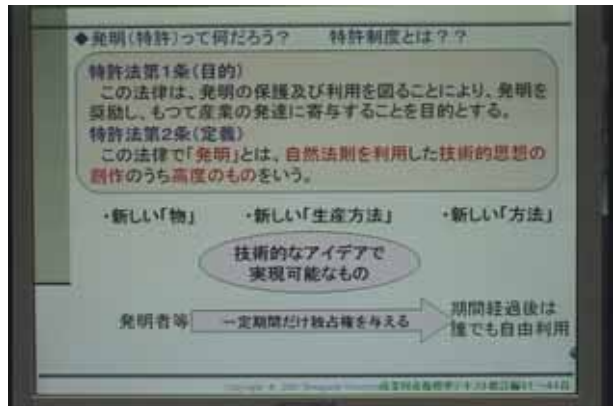 ◆発明(特許)って何だろう? 特許制度とは??
特許法第1条(目的)
この法律は、発明の保護及び利用を図ることにより、発明を
奨励し、もつて産業の発達に寄与することを目的とする。
特許法第2条(定義)
この法律で「発明」とは、自然法則を利用した技術的思想の
創作のうち高度のものをいう。
・新しい「物」 ・新しい「生産方法」 ・新しい「方法」
技術的なアイデアで
実現可能なもの
発明者等
一定期間だけ独占権を与える
期間経過後は
誰でも自由利用
Copyright